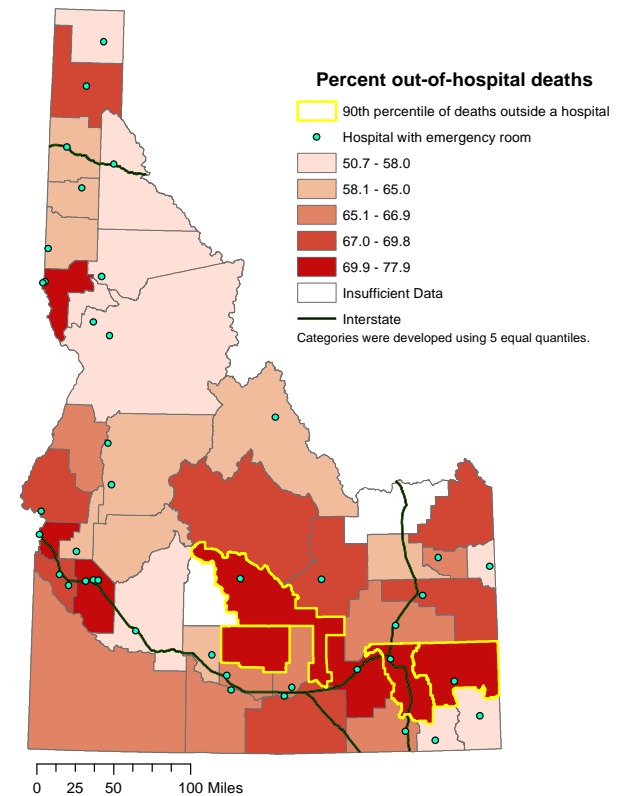 Percent out-of-hospital deaths
90th percentile of deaths outside a hospital
Hospital with emergency room
50.7 - 58.0
58.1 - 65.0
65.1 - 66.9
67.0 - 69.8
69.9 - 77.9
Insufficient Data
Interstate
Categories were developed using 5 equal quantiles.
0 25 50 100 Miles